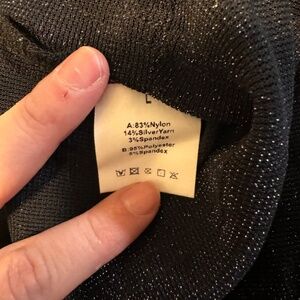 L
A:83%Nylon
14%SilverYarn
3%Spandex
B:95%Polyester
5%Spandex